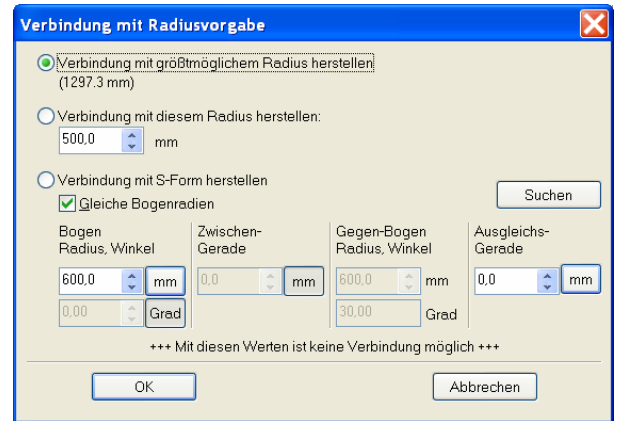 Verbindung mit Radiusvorgabe
Verbindung mit größtmöglichem Radius herstellen
(1297.3 mm)
Verbindung mit diesem Radius herstellen:
500,0 mm
Verbindung mit S-Form herstellen
Gleiche Bogenradien
Suchen
Bogen
Radius, Winkel
Zwischen-
Gerade
Gegen-Bogen
Radius, Winkel
Ausgleichs-
Gerade
600,0 mm 0,0 mm 600,0 mm 0,0 mm
0,00 Grad 30,00 Grad
+++ Mit diesen Werten ist keine Verbindung möglich +++
OK Abbrechen